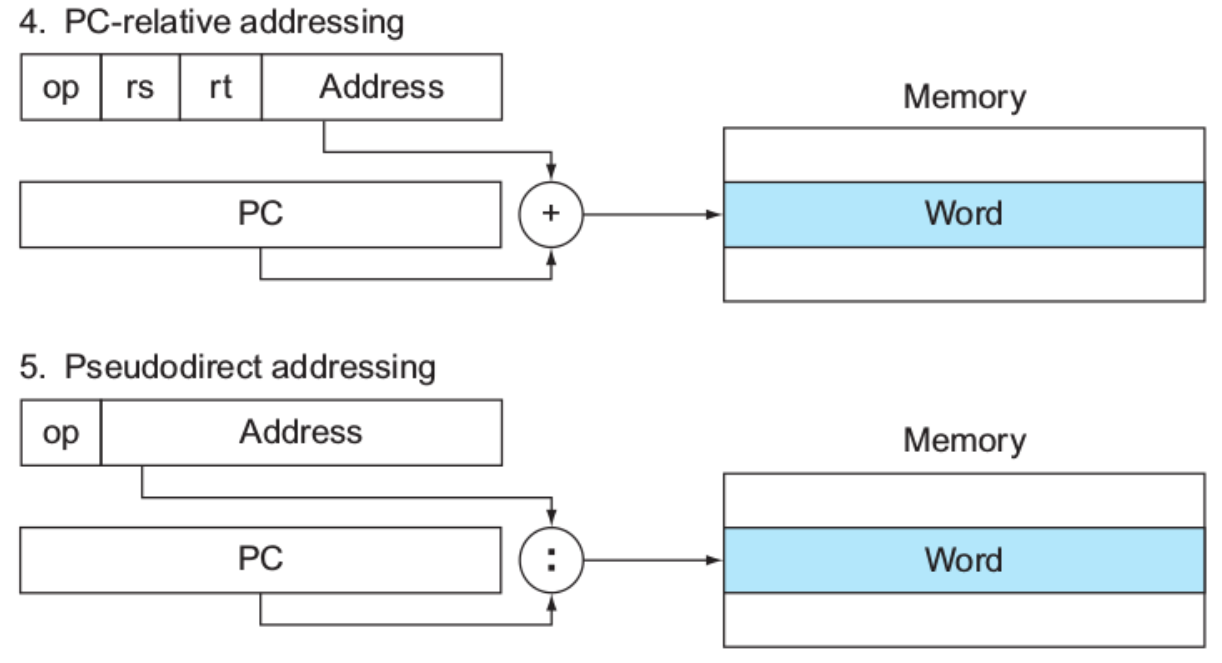 4. PC-relative addressing
op rs rt Address
Memory
PC + Word
5. Pseudodirect addressing
op Address
Memory
PC : Word